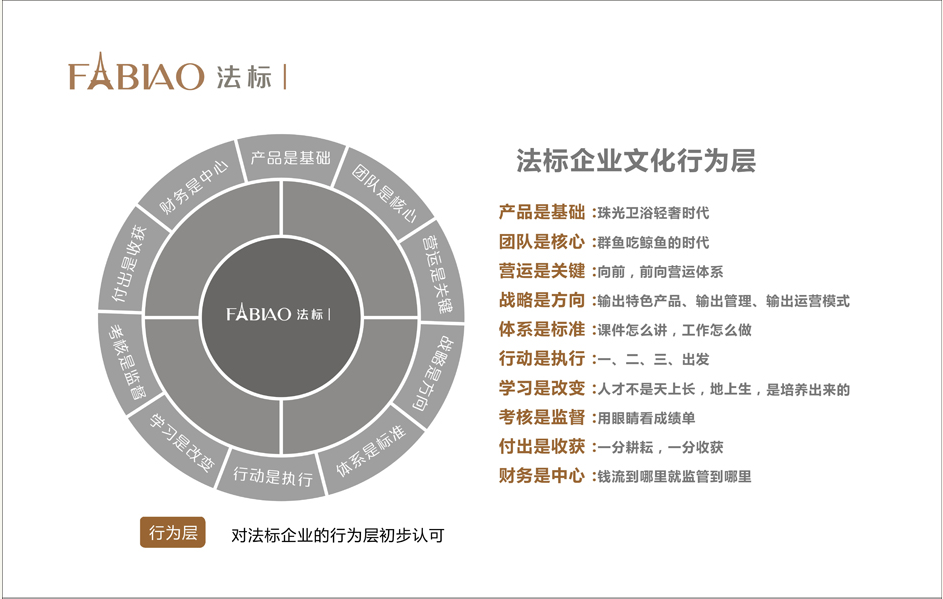 FABIAO 法标
产品是基础
团队是核心
营运是关键
战略是方向
体系是标准
行动是执行
学习是改变
考核是监督
付出是收获
财务是中心
FABIAO 法标
法标企业文化行为层
产品是基础：珠光卫浴轻奢时代
团队是核心：群鱼吃鲸鱼的时代
营运是关键：向前，前向营运体系
战略是方向：输出特色产品、输出管理、输出运营模式
体系是标准：课件怎么讲，工作怎么做
行动是执行：一、二、三、出发
学习是改变：人才不是天上长，地上生，是培养出来的
考核是监督：用眼睛看成绩单
付出是收获：一分耕耘，一分收获
财务是中心：钱流到哪里就监管到哪里
行为层 对法标企业的行为层初步认可